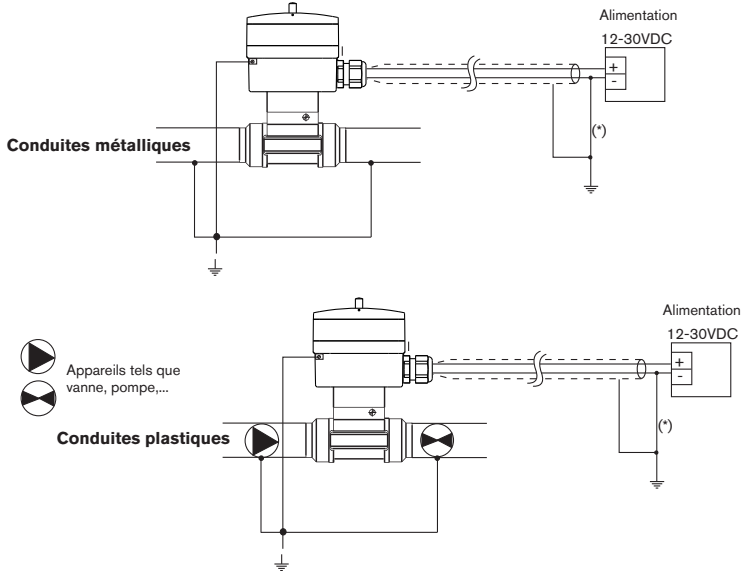 Alimentation
12-30VDC
+
-
(*)
Conduites métalliques
Alimentation
12-30VDC
+
-
(*)
Appareils tels que
vanne, pompe,...
Conduites plastiques